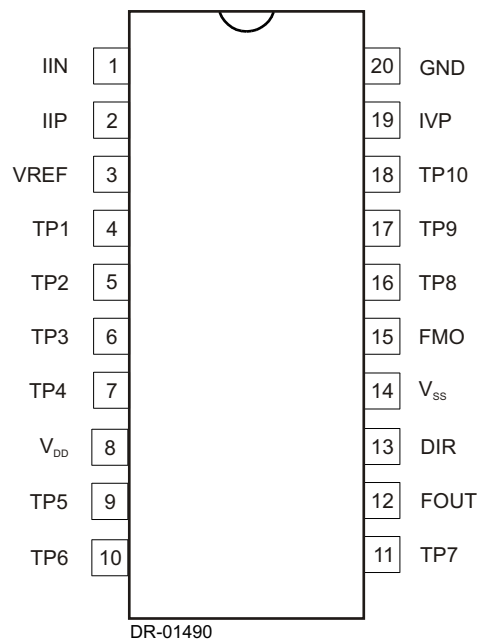 IIN 1 20 GND
IIP 2 19 IVP
VREF 3 18 TP10
TP1 4 17 TP9
TP2 5 16 TP8
TP3 6 15 FMO
TP4 7 14 VSS
VDD 8 13 DIR
TP5 9 12 FOUT
TP6 10 11 TP7
DR-01490